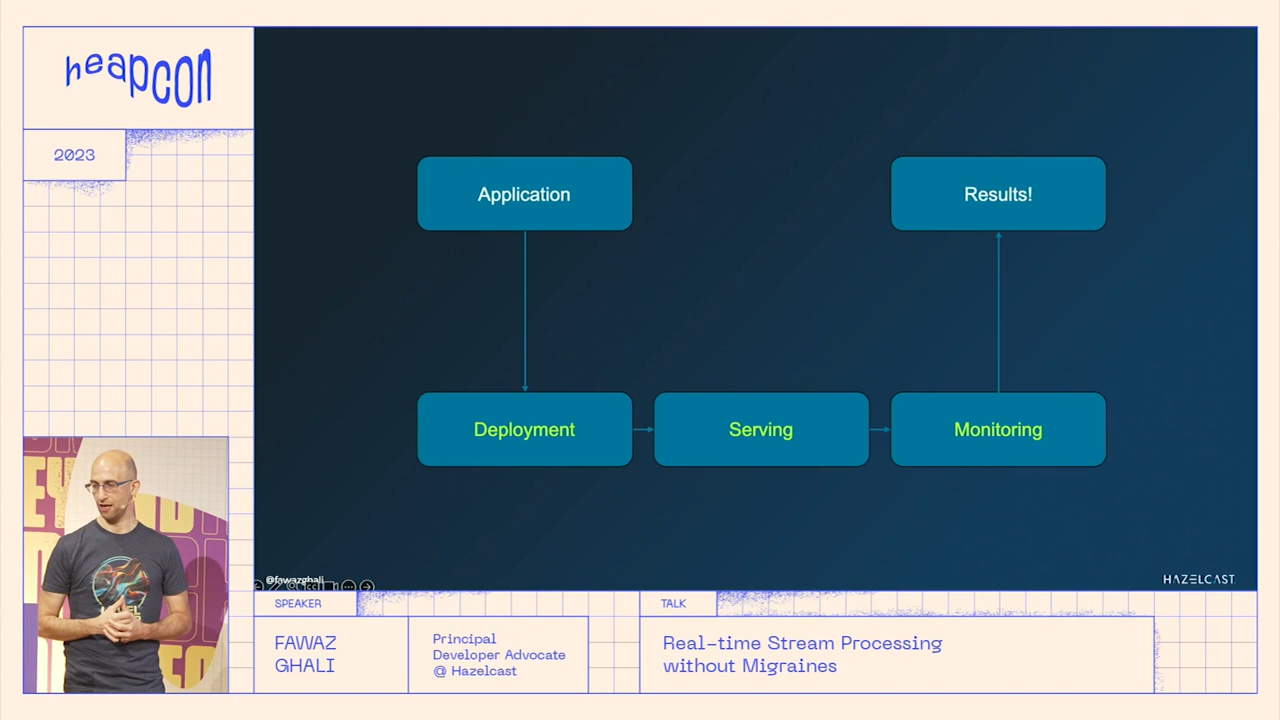 heapcon
2023
Application
Results!
Deployment
Serving
Monitoring
@fawazghali
HAZELCAST
SPEAKER
FAWAZ
GHALI
Principal
Developer Advocate
@ Hazelcast
TALK
Real-time Stream Processing
without Migraines